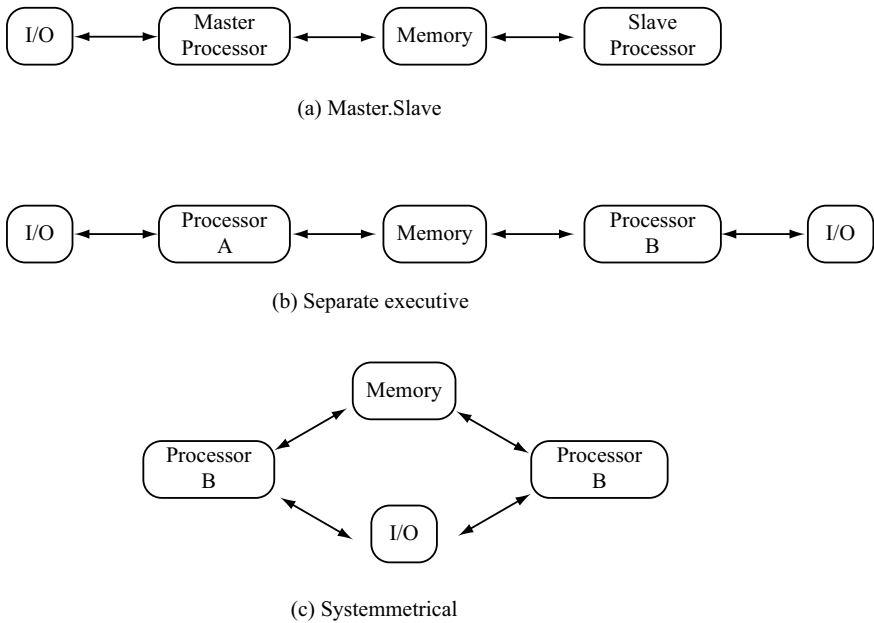 I/O
Master
Processor
Memory
Slave
Processor
(a) Master.Slave
I/O
Processor
A
Memory
Processor
B
I/O
(b) Separate executive
Memory
Processor
B
Processor
B
I/O
(c) Systemmetrical